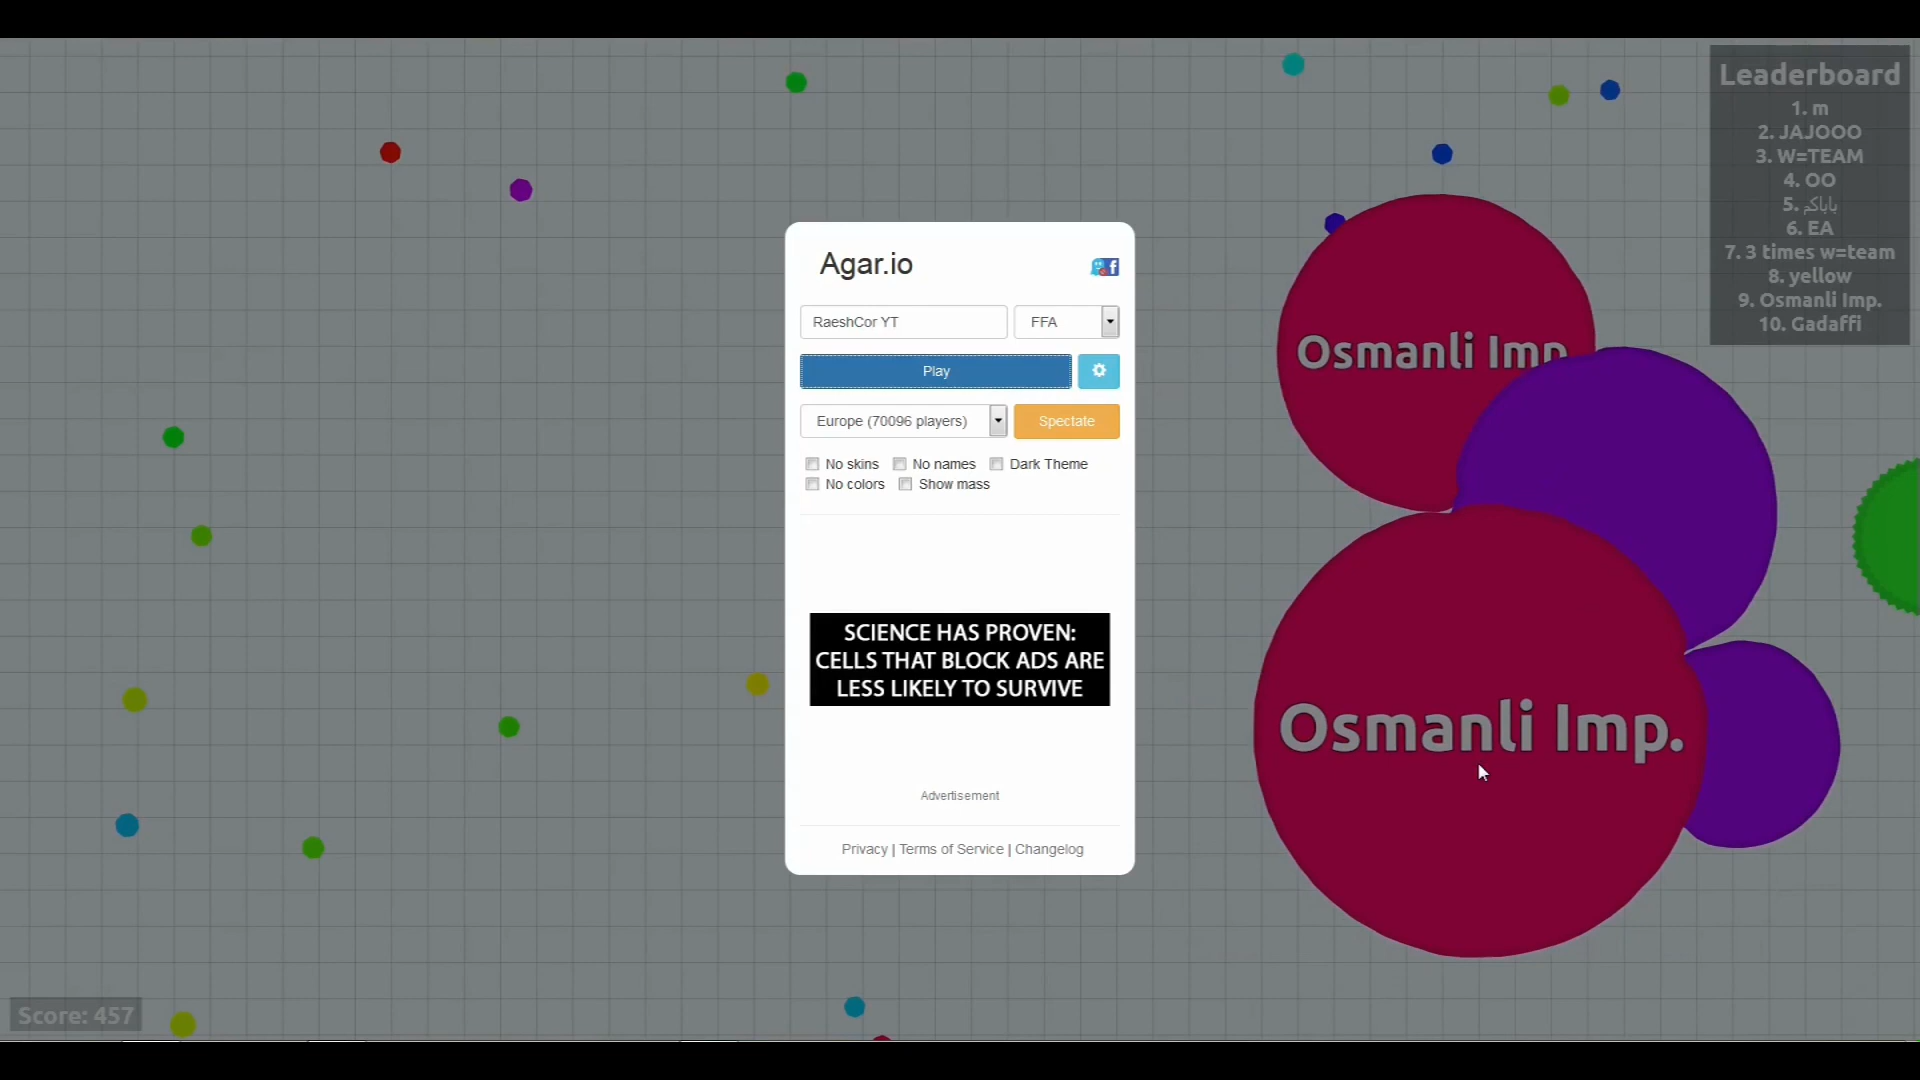 Agar.io
RaeshCor YT
FFA
Play
Europe (70096 players)
Spectate
No skins No names Dark Theme
No colors Show mass
SCIENCE HAS PROVEN:
CELLS THAT BLOCK ADS ARE
LESS LIKELY TO SURVIVE
Advertisement
Privacy | Terms of Service | Changelog
Osmanli Imp
Osmanli Imp.
Leaderboard
1. m
2. JAJOOO
3. W=TEAM
4. OO
5. باباكم
6. EA
7. 3 times w=team
8. yellow
9. Osmanli Imp.
10. Gadaffi
Score: 457